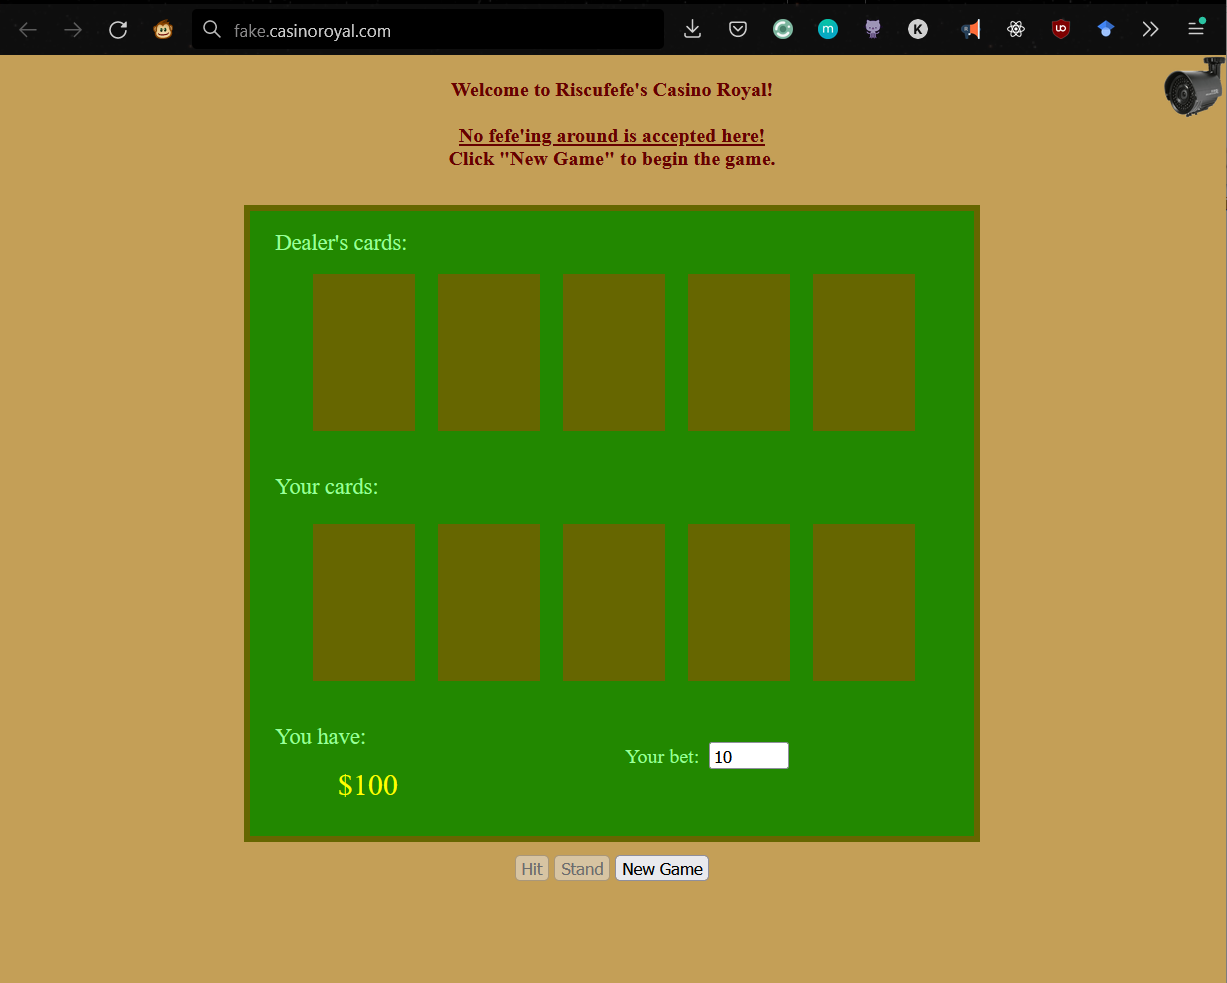 fake.casinoroyal.com
m
K
uo
Welcome to Riscufefe's Casino Royal!
No fefe'ing around is accepted here!
Click "New Game" to begin the game.
Dealer's cards:
Your cards:
You have:
Your bet: 10
$100
Hit Stand New Game